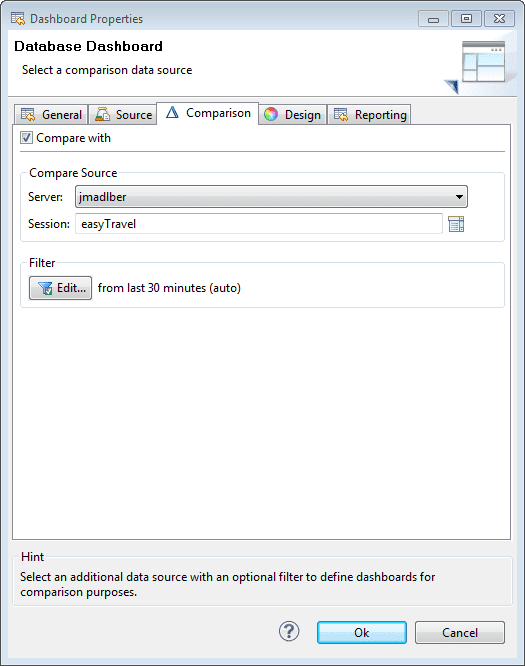 Dashboard Properties
Database Dashboard
Select a comparison data source
General Source Comparison Design Reporting
Compare with
Compare Source
Server: jmadlber
Session: easyTravel
Filter
Edit... from last 30 minutes (auto)
Hint
Select an additional data source with an optional filter to define dashboards for
comparison purposes.
? Ok Cancel